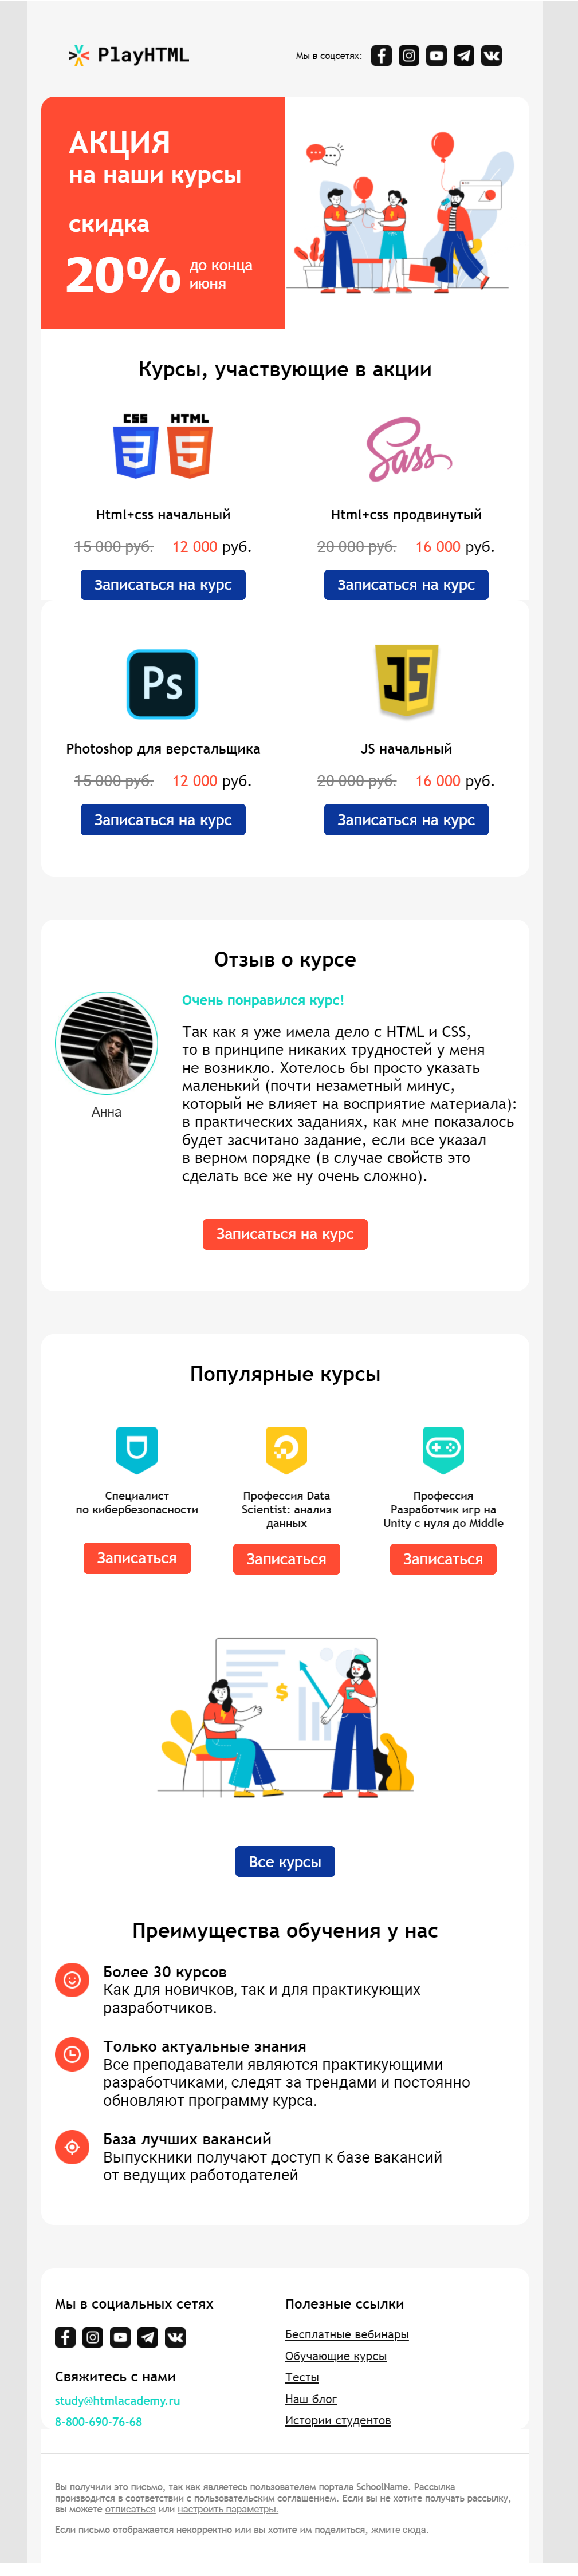 PlayHTML
Мы в соцсетях:
АКЦИЯ
на наши курсы
скидка
20%
до конца
июня
Курсы, участвующие в акции
CSS HTML
Sass
Html+css начальный
Html+css продвинутый
15 000 руб. 12 000 руб.
20 000 руб. 16 000 руб.
Записаться на курс
Записаться на курс
Ps
JS
Photoshop для верстальщика
JS начальный
15 000 руб. 12 000 руб.
20 000 руб. 16 000 руб.
Записаться на курс
Записаться на курс
Отзыв о курсе
Анна
Очень понравился курс!
Так как я уже имела дело с HTML и CSS,
то в принципе никаких трудностей у меня
не возникло. Хотелось бы просто указать
маленький (почти незаметный минус,
который не влияет на восприятие материала):
в практических заданиях, как мне показалось
будет засчитано задание, если все указал
в верном порядке (в случае свойств это
сделать все же ну очень сложно).
Записаться на курс
Популярные курсы
Специалист
по кибербезопасности
Профессия Data
Scientist: анализ
данных
Профессия
Разработчик игр на
Unity с нуля до Middle
Записаться
Записаться
Записаться
$
Все курсы
Преимущества обучения у нас
Более 30 курсов
Как для новичков, так и для практикующих
разработчиков.
Только актуальные знания
Все преподаватели являются практикующими
разработчиками, следят за трендами и постоянно
обновляют программу курса.
База лучших вакансий
Выпускники получают доступ к базе вакансий
от ведущих работодателей
Мы в социальных сетях
Свяжитесь с нами
study@htmlacademy.ru
8-800-690-76-68
Полезные ссылки
Бесплатные вебинары
Обучающие курсы
Тесты
Наш блог
Истории студентов
Вы получили это письмо, так как являетесь пользователем портала SchoolName. Рассылка
производится в соответствии с пользовательским соглашением. Если вы не хотите получать рассылку,
вы можете отписаться или настроить параметры.
Если письмо отображается некорректно или вы хотите им поделиться, жмите сюда.